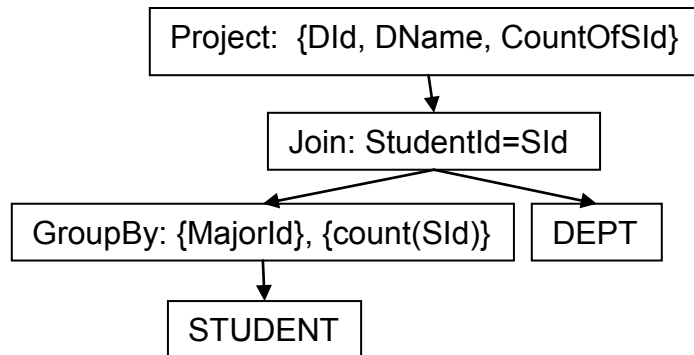 Project: {DId, DName, CountOfSId}
Join: StudentId=SId
GroupBy: {MajorId}, {count(SId)}
DEPT
STUDENT